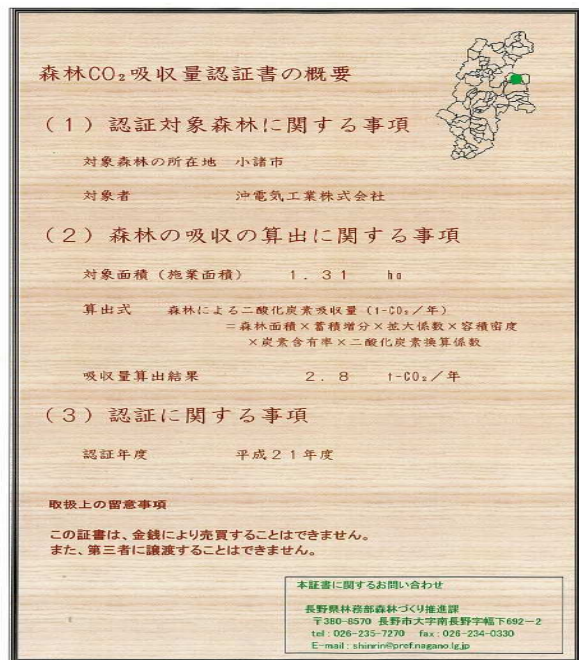 森林CO₂吸収量認証書の概要
(1)認証対象森林に関する事項
対象森林の所在地 小諸市
対象者 沖電気工業株式会社
(2)森林の吸収の算出に関する事項
対象面積(施業面積) 1.31 ha
算出式 森林による二酸化炭素吸収量(t-CO₂/年)
=森林面積×蓄積増分×拡大係数×容積密度
×炭素含有率×二酸化炭素換算係数
吸収量算出結果 2.8 t-CO₂/年
(3)認証に関する事項
認証年度 平成21年度
取扱上の留意事項
この証書は、金銭により売買することはできません。
また、第三者に譲渡することはできません。
本証書に関するお問い合わせ
長野県林務部森林づくり推進課
〒380-8570 長野市大字南長野字幅下692-2
tel:026-235-7270 fax:026-234-0330
E-mail:shinrin@pref.nagano.lg.jp